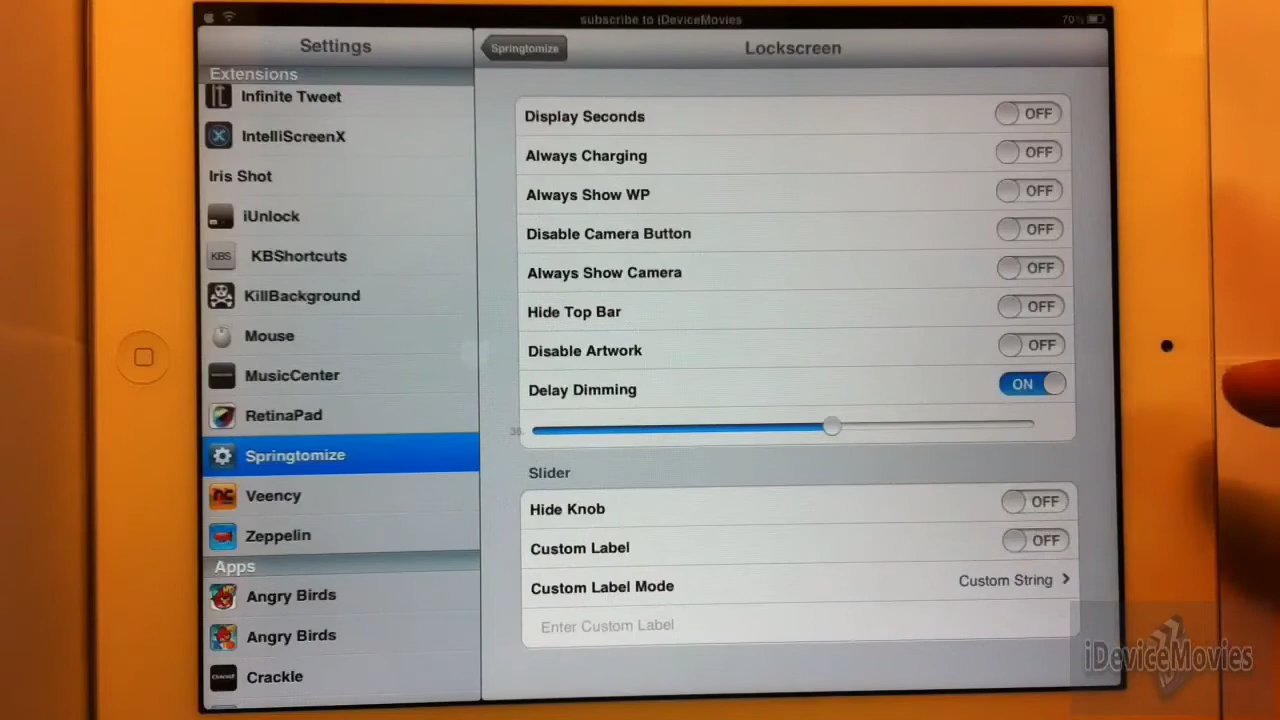 subscribe to iDeviceMovies
70%
Settings
Extensions
Infinite Tweet
IntelliScreenX
Iris Shot
iUnlock
KBS KBShortcuts
KillBackground
Mouse
MusicCenter
RetinaPad
Springtomize
Veency
Zeppelin
Apps
Angry Birds
Angry Birds
Crackle
Springtomize
Lockscreen
Display Seconds OFF
Always Charging OFF
Always Show WP OFF
Disable Camera Button OFF
Always Show Camera OFF
Hide Top Bar OFF
Disable Artwork OFF
Delay Dimming ON
Slider
Hide Knob OFF
Custom Label OFF
Custom Label Mode Custom String
Enter Custom Label
iDeviceMovies